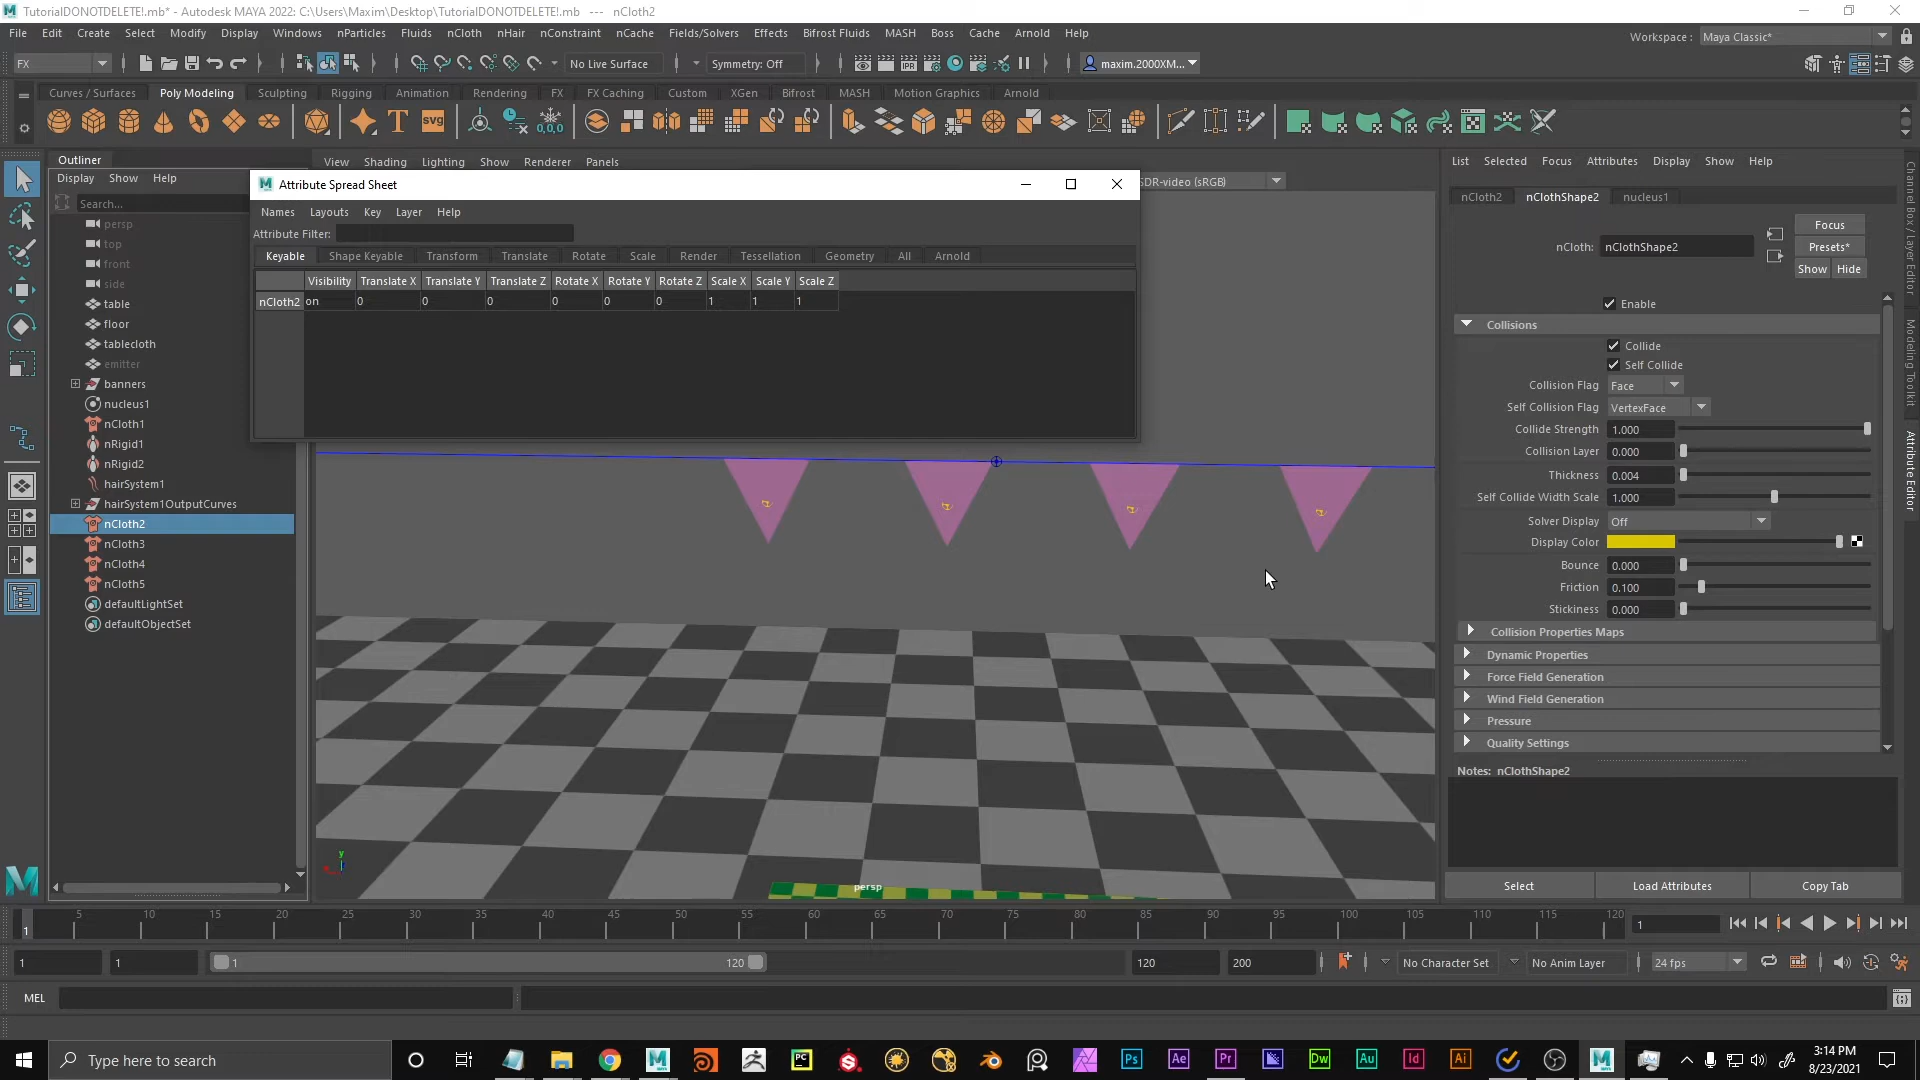 TutorialDONOTDELETE!.mb* - Autodesk MAYA 2022: C:\Users\Maxim\Desktop\TutorialDONOTDELETE!.mb --- nCloth2
File Edit Create Select Modify Display Windows nParticles Fluids nCloth nHair nConstraint nCache Fields/Solvers Effects Bifrost Fluids MASH Boss Cache Arnold Help
Workspace : Maya Classic*
FX No Live Surface Symmetry: Off maxim.2000XM...
Curves / Surfaces Poly Modeling Sculpting Rigging Animation Rendering FX FX Caching Custom XGen Bifrost MASH Motion Graphics Arnold
SVG
0,0,0
Outliner
Display Show Help
Search...
persp
top
front
side
table
floor
tablecloth
emitter
banners
nucleus1
nCloth1
nRigid1
nRigid2
hairSystem1
hairSystem1OutputCurves
nCloth2
nCloth3
nCloth4
nCloth5
defaultLightSet
defaultObjectSet
View Shading Lighting Show Renderer Panels
SDR-video (sRGB)
Attribute Spread Sheet
Names Layouts Key Layer Help
Attribute Filter:
Keyable Shape Keyable Transform Translate Rotate Scale Render Tessellation Geometry All Arnold
Visibility Translate X Translate Y Translate Z Rotate X Rotate Y Rotate Z Scale X Scale Y Scale Z
nCloth2 on 0 0 0 0 0 0 1 1 1
y
persp
List Selected Focus Attributes Display Show Help
nCloth2 nClothShape2 nucleus1
nCloth: nClothShape2
Focus
Presets*
Show Hide
Enable
Collisions
Collide
Self Collide
Collision Flag Face
Self Collision Flag VertexFace
Collide Strength 1.000
Collision Layer 0.000
Thickness 0.004
Self Collide Width Scale 1.000
Solver Display Off
Display Color
Bounce 0.000
Friction 0.100
Stickiness 0.000
Collision Properties Maps
Dynamic Properties
Force Field Generation
Wind Field Generation
Pressure
Quality Settings
Notes: nClothShape2
Select Load Attributes Copy Tab
Channel Box / Layer Editor
Modeling Toolkit
Attribute Editor
5 10 15 20 25 30 35 40 45 50 55 60 65 70 75 80 85 90 95 100 105 110 115 120
1 1
1 1 1 120 120 200 No Character Set No Anim Layer 24 fps
MEL
Type here to search
3:14 PM
8/23/2021